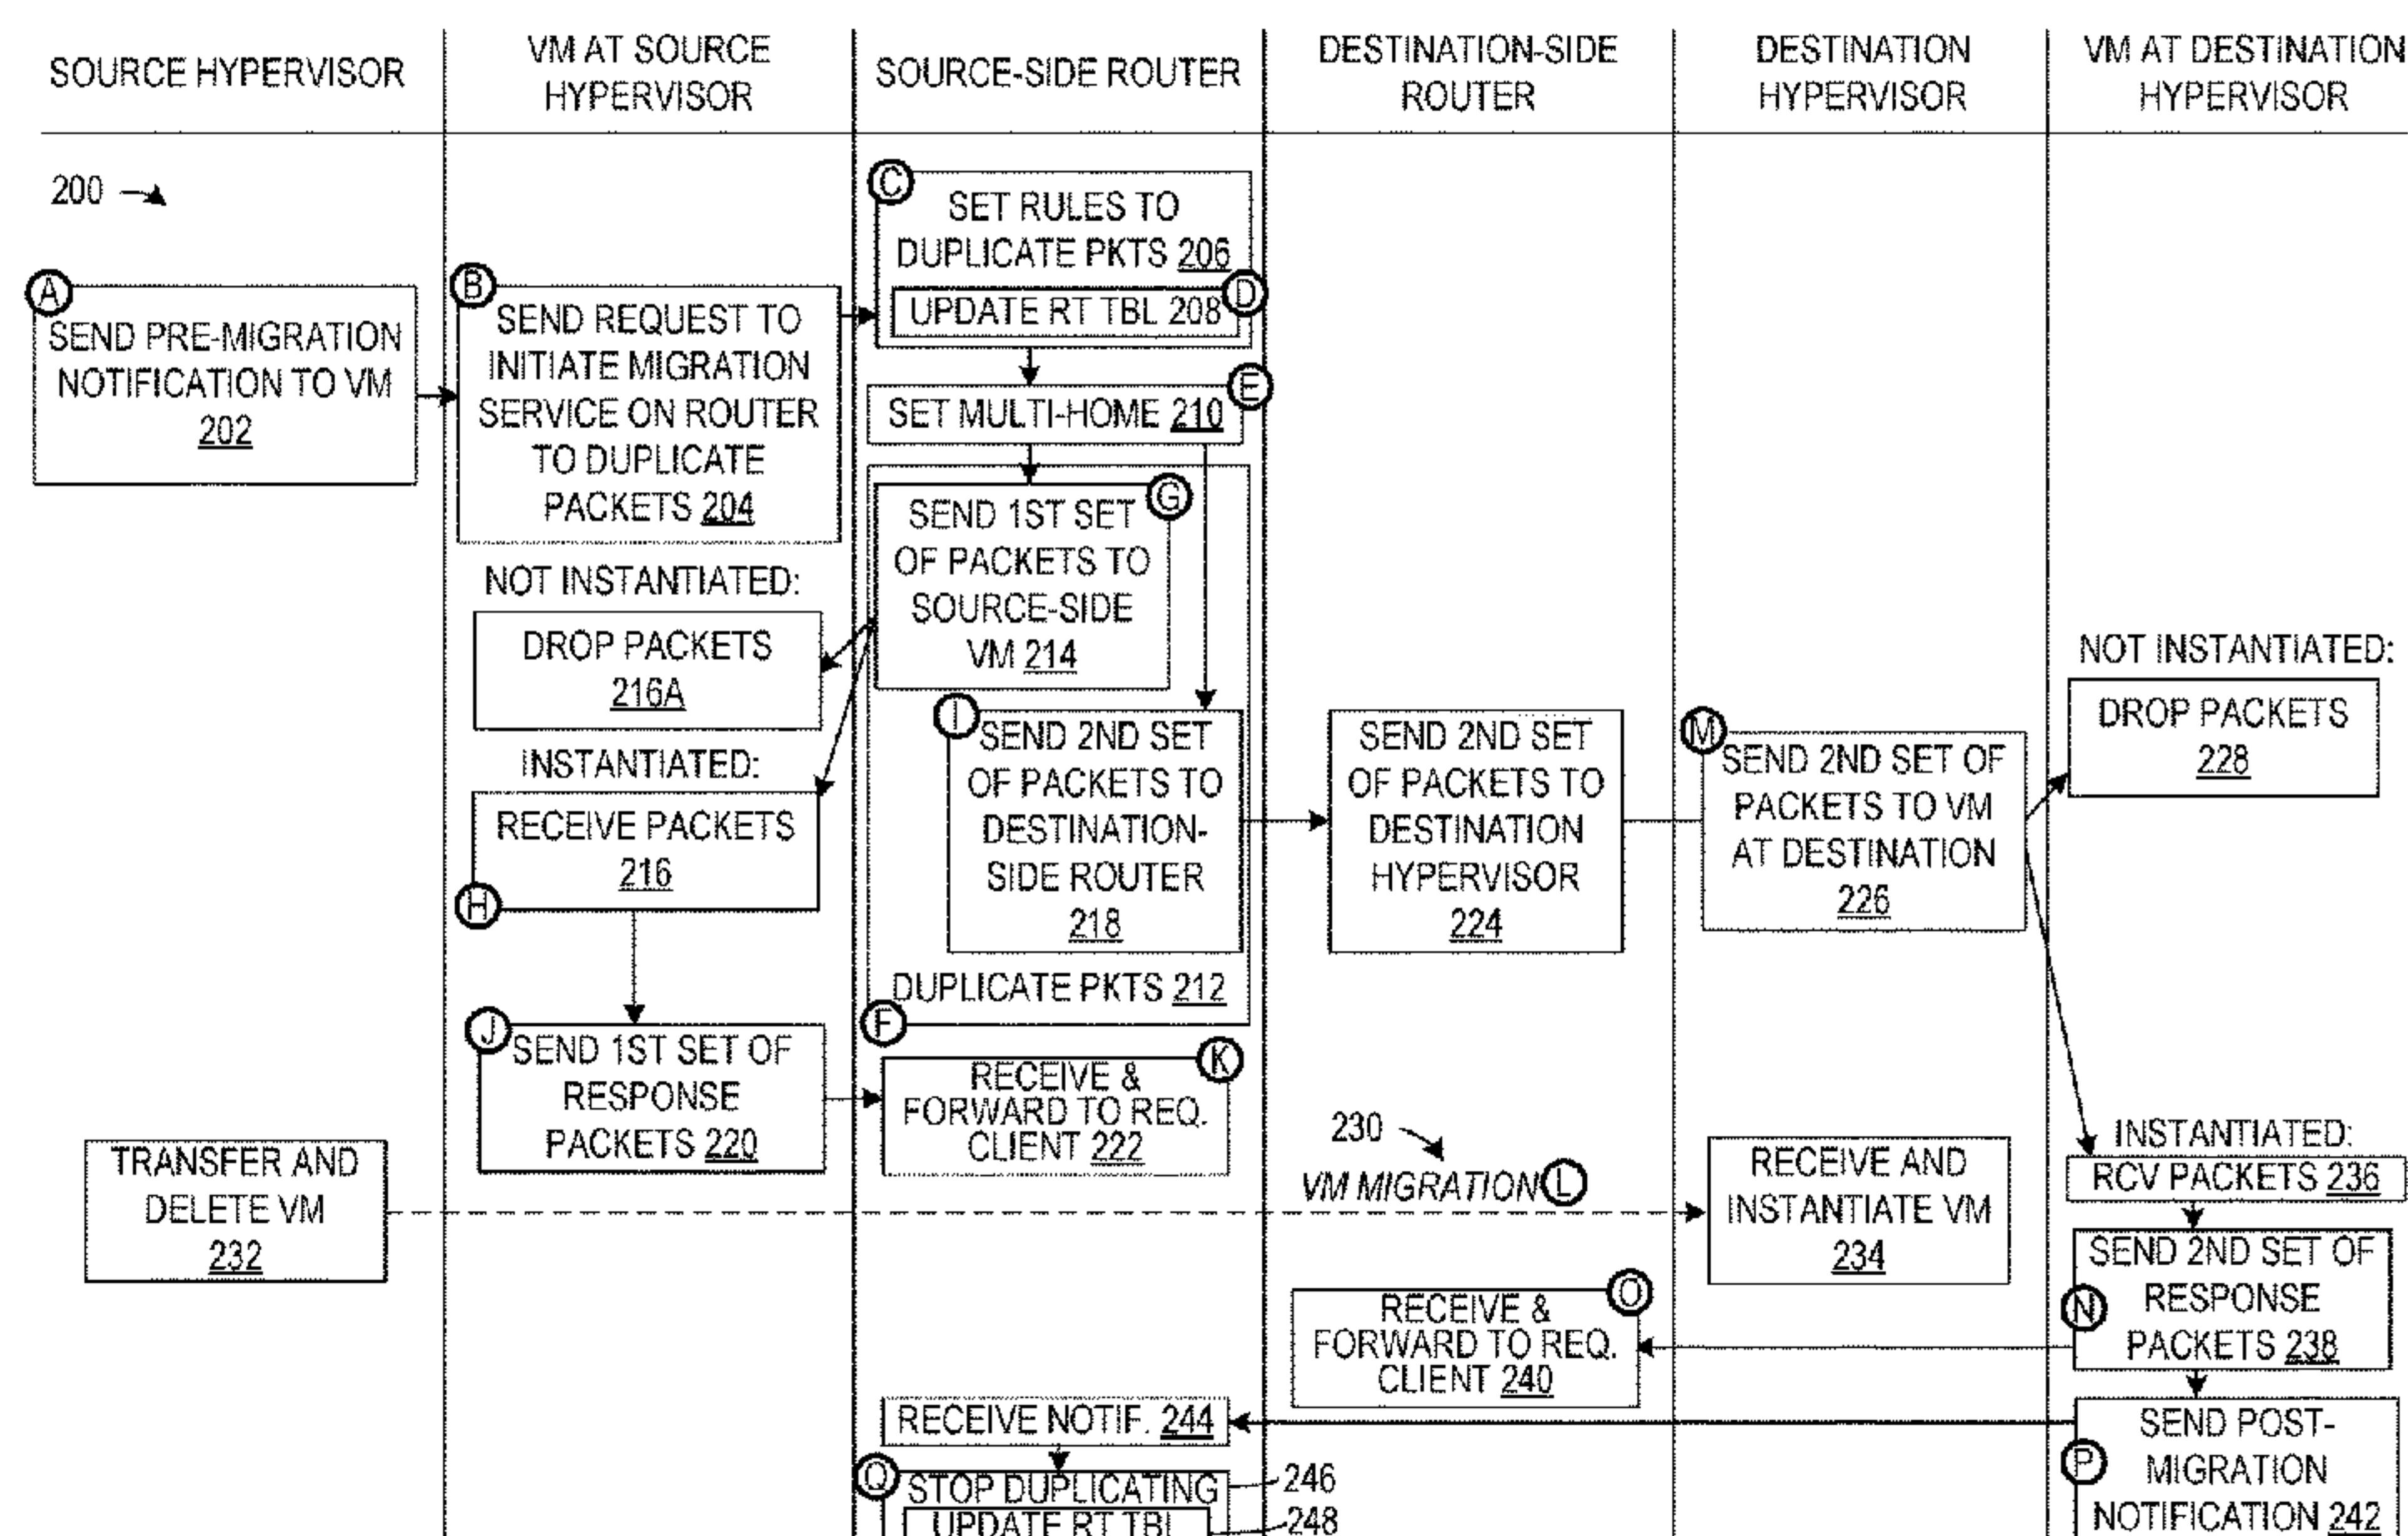 SOURCE HYPERVISOR
VM AT SOURCE
HYPERVISOR
SOURCE-SIDE ROUTER
DESTINATION-SIDE
ROUTER
DESTINATION
HYPERVISOR
VM AT DESTINATION
HYPERVISOR
200
A
SEND PRE-MIGRATION
NOTIFICATION TO VM
202
B
SEND REQUEST TO
INITIATE MIGRATION
SERVICE ON ROUTER
TO DUPLICATE
PACKETS 204
C
SET RULES TO
DUPLICATE PKTS 206
D
UPDATE RT TBL 208
E
SET MULTI-HOME 210
G
SEND 1ST SET
OF PACKETS TO
SOURCE-SIDE
VM 214
NOT INSTANTIATED:
DROP PACKETS
216A
INSTANTIATED:
RECEIVE PACKETS
216
H
I
SEND 2ND SET
OF PACKETS TO
DESTINATION-
SIDE ROUTER
218
DUPLICATE PKTS 212
F
SEND 2ND SET
OF PACKETS TO
DESTINATION
HYPERVISOR
224
M
SEND 2ND SET OF
PACKETS TO VM
AT DESTINATION
226
NOT INSTANTIATED:
DROP PACKETS
228
J
SEND 1ST SET OF
RESPONSE
PACKETS 220
K
RECEIVE &
FORWARD TO REQ.
CLIENT 222
TRANSFER AND
DELETE VM
232
230
VM MIGRATION L
RECEIVE AND
INSTANTIATE VM
234
INSTANTIATED:
RCV PACKETS 236
SEND 2ND SET OF
N RESPONSE
PACKETS 238
O
RECEIVE &
FORWARD TO REQ.
CLIENT 240
SEND POST-
P MIGRATION
NOTIFICATION 242
RECEIVE NOTIF. 244
Q
STOP DUPLICATING 246
UPDATE RT TBL 248